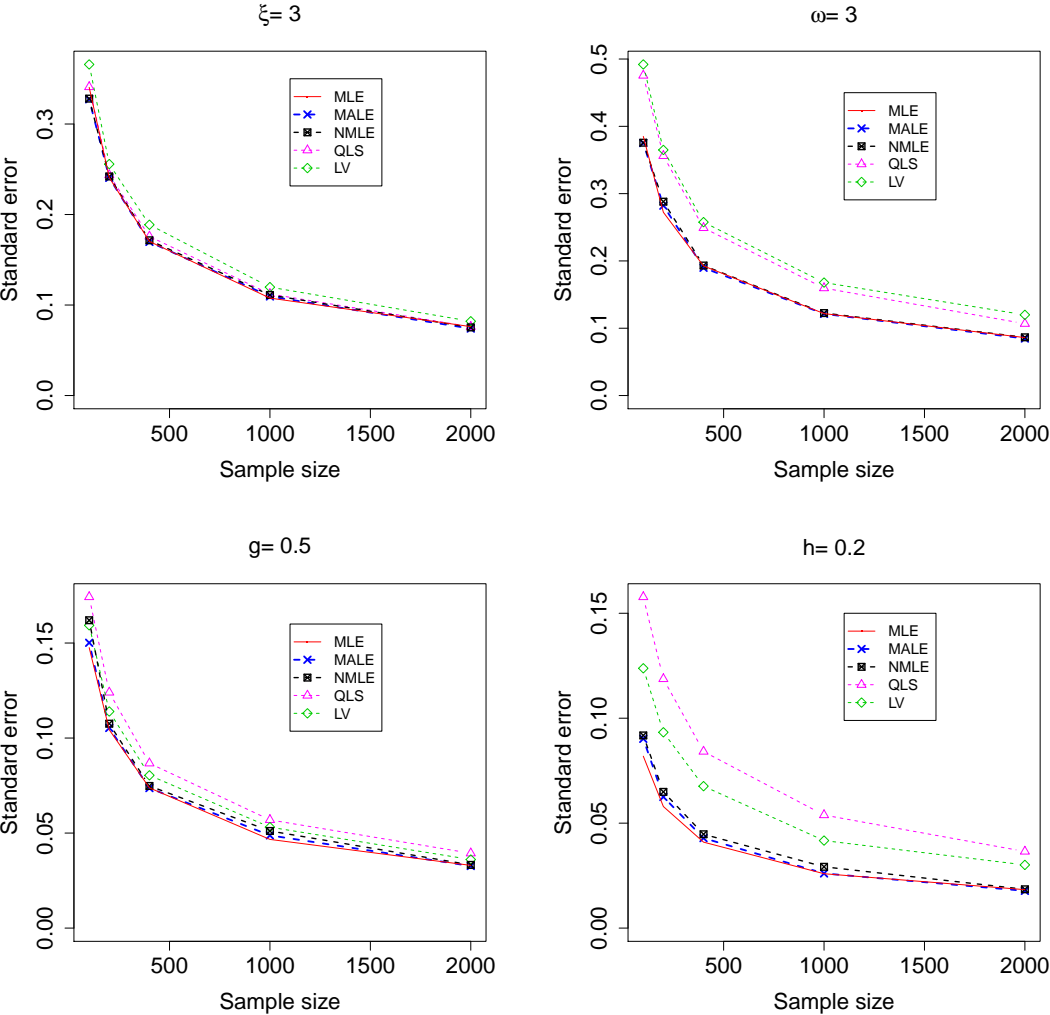 ξ= 3
Standard error
0.0
0.1
0.2
0.3
500
1000
1500
2000
Sample size
MLE
MALE
NMLE
QLS
LV
ω= 3
Standard error
0.0
0.1
0.2
0.3
0.4
0.5
500
1000
1500
2000
Sample size
MLE
MALE
NMLE
QLS
LV
g= 0.5
Standard error
0.00
0.05
0.10
0.15
500
1000
1500
2000
Sample size
MLE
MALE
NMLE
QLS
LV
h= 0.2
Standard error
0.00
0.05
0.10
0.15
500
1000
1500
2000
Sample size
MLE
MALE
NMLE
QLS
LV